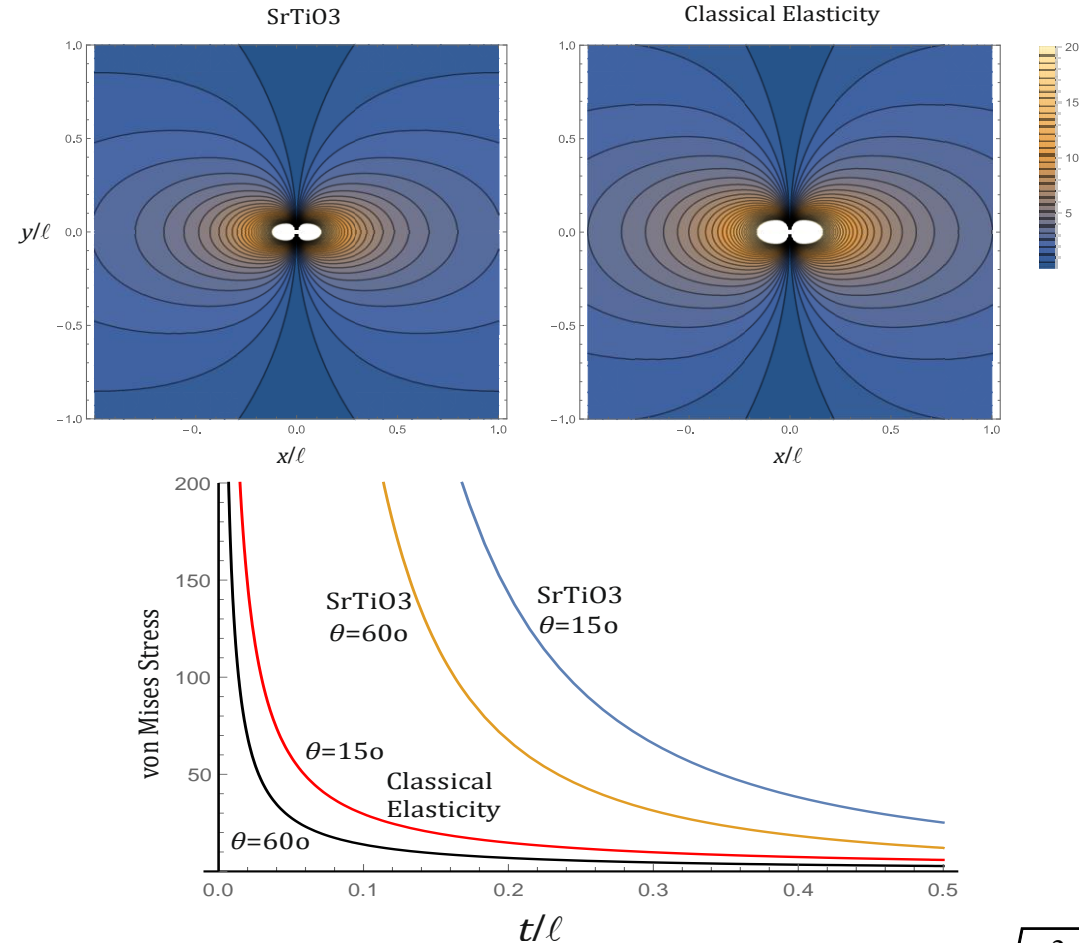 SrTiO3
Classical Elasticity
1.0
0.5
0.0
−0.5
−1.0
y/ℓ
−0.
0.0
0.5
1.0
x/ℓ
1.0
0.5
0.0
−0.5
−1.0
−0.
0.0
0.5
1.0
x/ℓ
20
15
10
5
200
150
100
50
von Mises Stress
SrTiO3
θ=60o
SrTiO3
θ=15o
θ=15o
Classical
Elasticity
θ=60o
0.0
0.1
0.2
0.3
0.4
0.5
t/ℓ